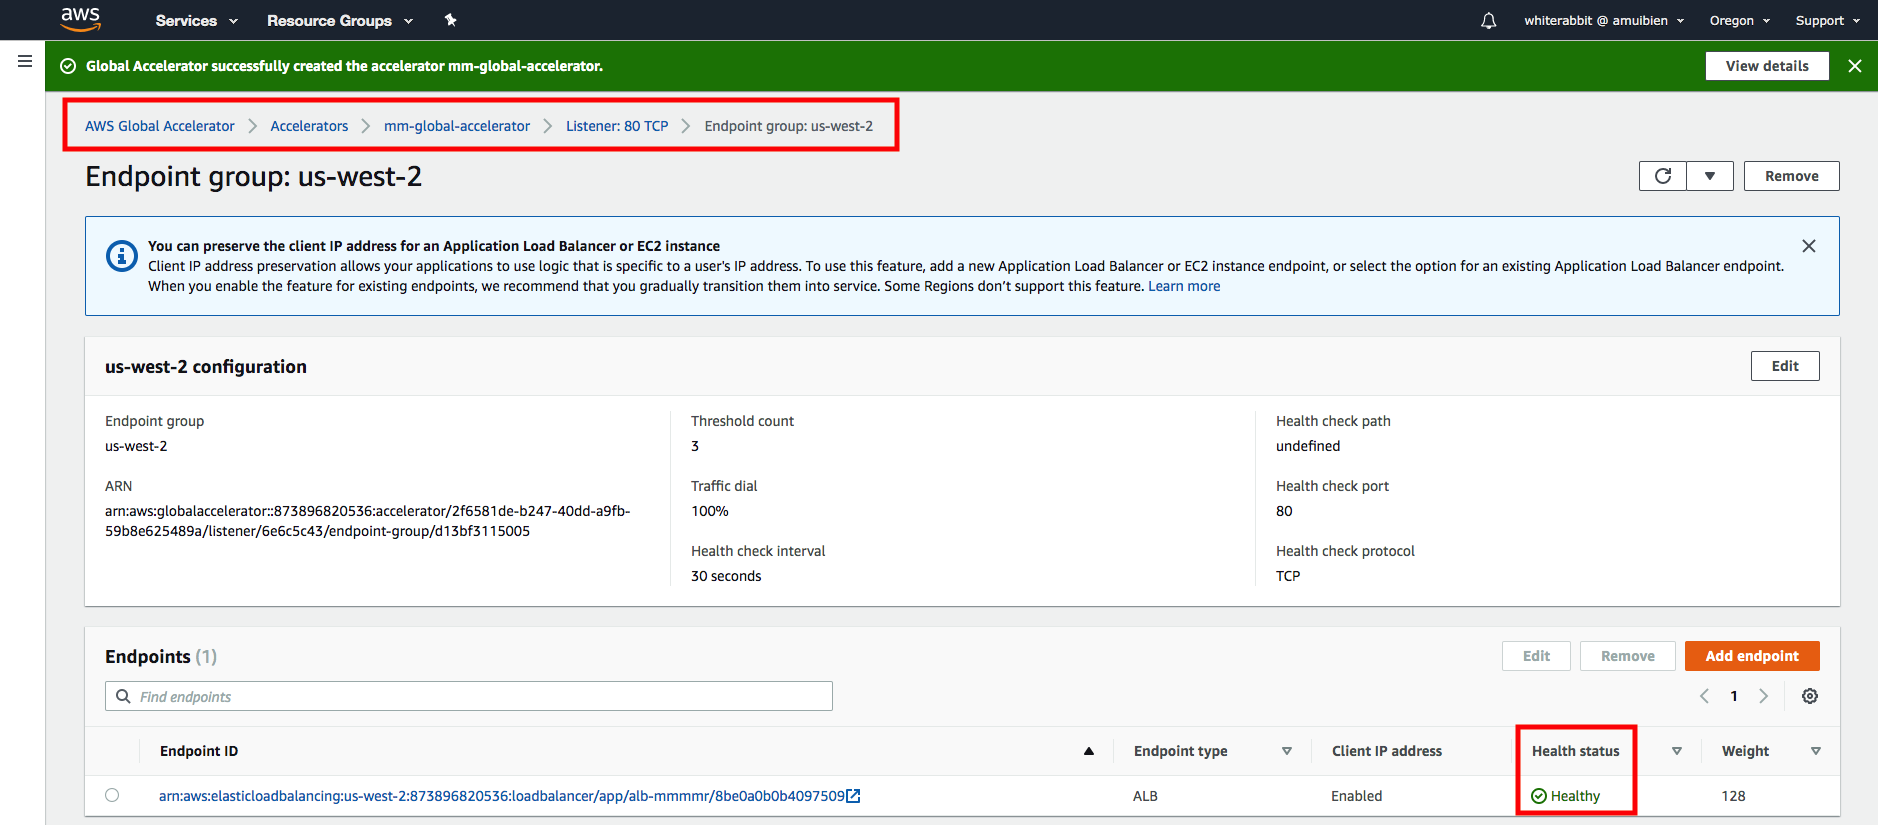 aws Services Resource Groups whiterabbit @ amuibien Oregon Support
Global Accelerator successfully created the accelerator mm-global-accelerator. View details
AWS Global Accelerator Accelerators mm-global-accelerator Listener: 80 TCP Endpoint group: us-west-2
Endpoint group: us-west-2 Remove
You can preserve the client IP address for an Application Load Balancer or EC2 instance
Client IP address preservation allows your applications to use logic that is specific to a user's IP address. To use this feature, add a new Application Load Balancer or EC2 instance endpoint, or select the option for an existing Application Load Balancer endpoint.
When you enable the feature for existing endpoints, we recommend that you gradually transition them into service. Some Regions don't support this feature. Learn more
us-west-2 configuration Edit
Endpoint group
us-west-2
ARN
arn:aws:globalaccelerator::873896820536:accelerator/2f6581de-b247-40dd-a9fb-
59b8e625489a/listener/6e6c5c43/endpoint-group/d13bf3115005
Threshold count
3
Traffic dial
100%
Health check interval
30 seconds
Health check path
undefined
Health check port
80
Health check protocol
TCP
Endpoints (1) Edit Remove Add endpoint
Find endpoints 1
Endpoint ID Endpoint type Client IP address Health status Weight
arn:aws:elasticloadbalancing:us-west-2:873896820536:loadbalancer/app/alb-mmmmr/8be0a0b0b4097509 ALB Enabled Healthy 128